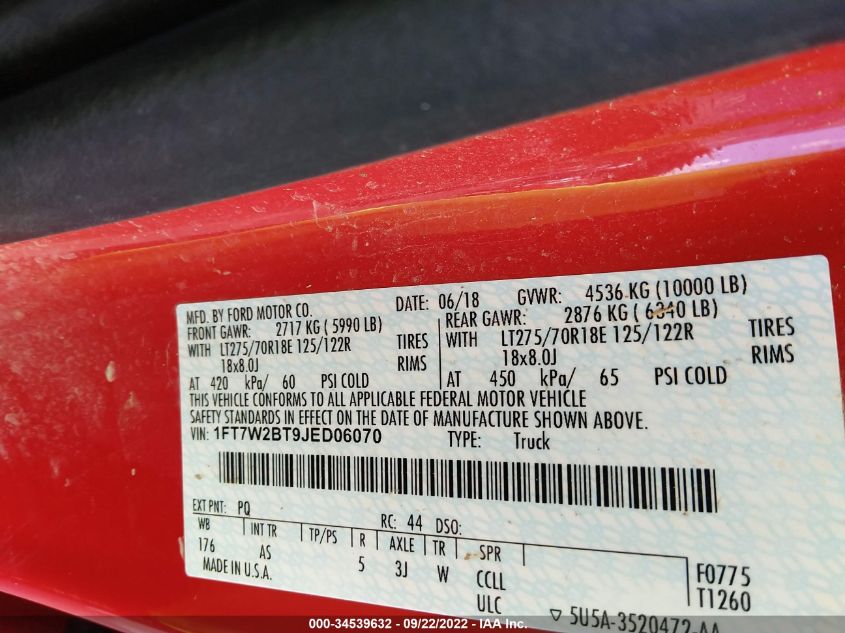 MFD. BY FORD MOTOR CO. DATE: 06/18 GVWR: 4536 KG (10000 LB)
FRONT GAWR: 2717 KG ( 5990 LB) REAR GAWR: 2876 KG ( 6340 LB)
WITH LT275/70R18E 125/122R TIRES WITH LT275/70R18E 125/122R TIRES
18x8.0J RIMS 18x8.0J RIMS
AT 420 kPa/ 60 PSI COLD AT 450 kPa/ 65 PSI COLD
THIS VEHICLE CONFORMS TO ALL APPLICABLE FEDERAL MOTOR VEHICLE
SAFETY STANDARDS IN EFFECT ON THE DATE OF MANUFACTURE SHOWN ABOVE.
VIN: 1FT7W2BT9JED06070 TYPE: Truck
EXT PNT: PQ RC: 44 DSO:
WB INT TR TP/PS R AXLE TR SPR
176 AS 5 3J W CCLL F0775
MADE IN U.S.A. ULC T1260
5U5A-3520472-AA
000-34539632 - 09/22/2022 - IAA Inc.